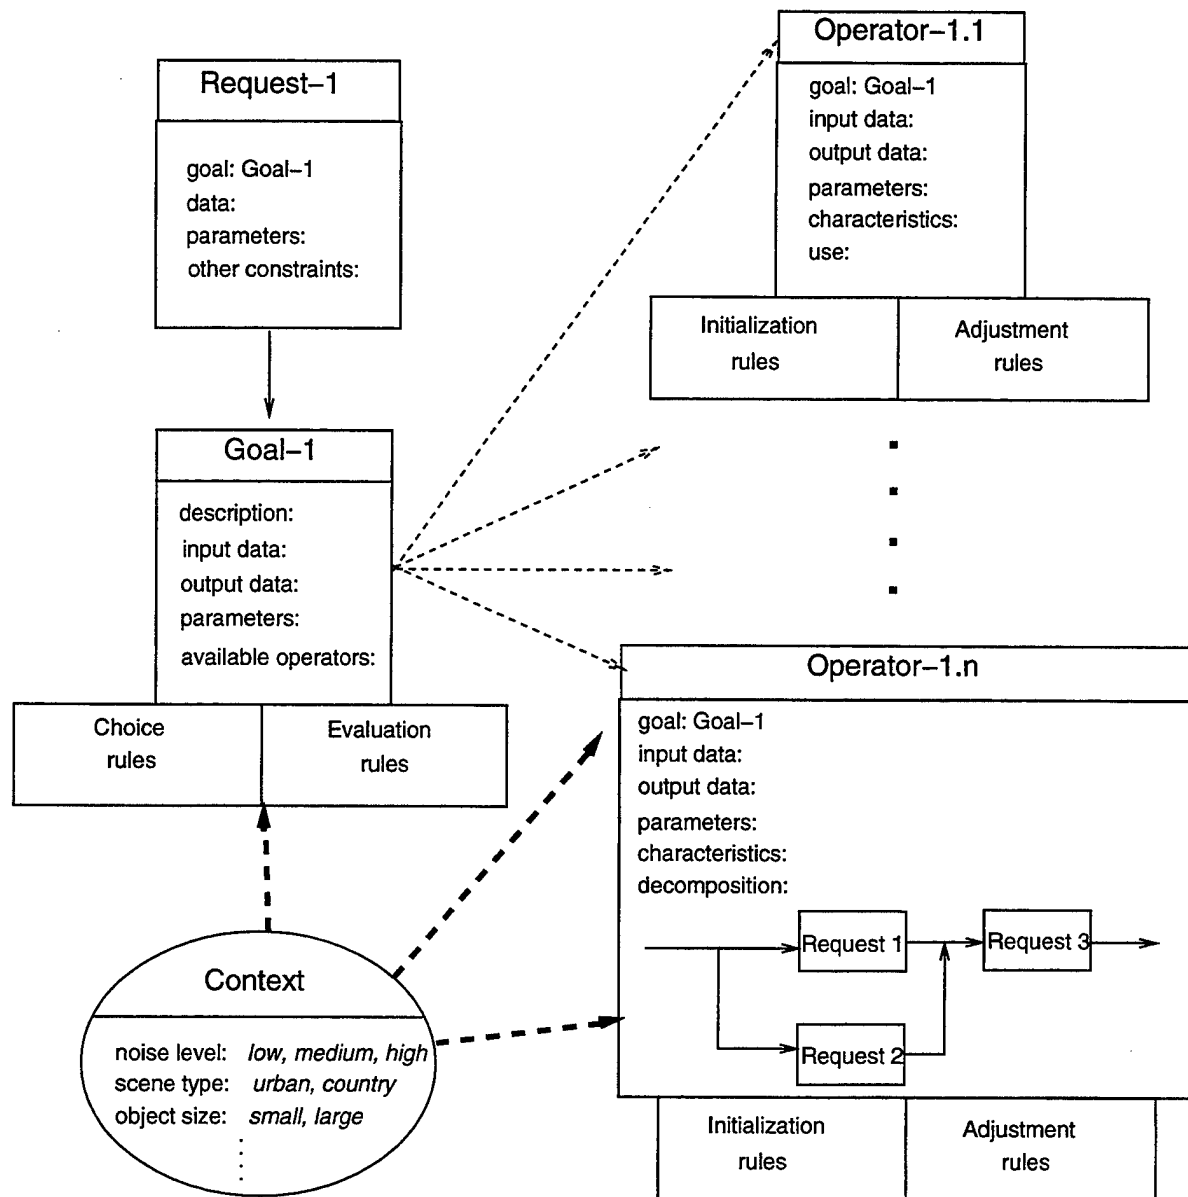 Request–1
goal: Goal–1
data:
parameters:
other constraints:
Goal–1
description:
input data:
output data:
parameters:
available operators:
Choice
rules
Evaluation
rules
Context
noise level: low, medium, high
scene type: urban, country
object size: small, large
Operator–1.1
goal: Goal–1
input data:
output data:
parameters:
characteristics:
use:
Initialization
rules
Adjustment
rules
Operator–1.n
goal: Goal–1
input data:
output data:
parameters:
characteristics:
decomposition:
Request 1
Request 3
Request 2
Initialization
rules
Adjustment
rules